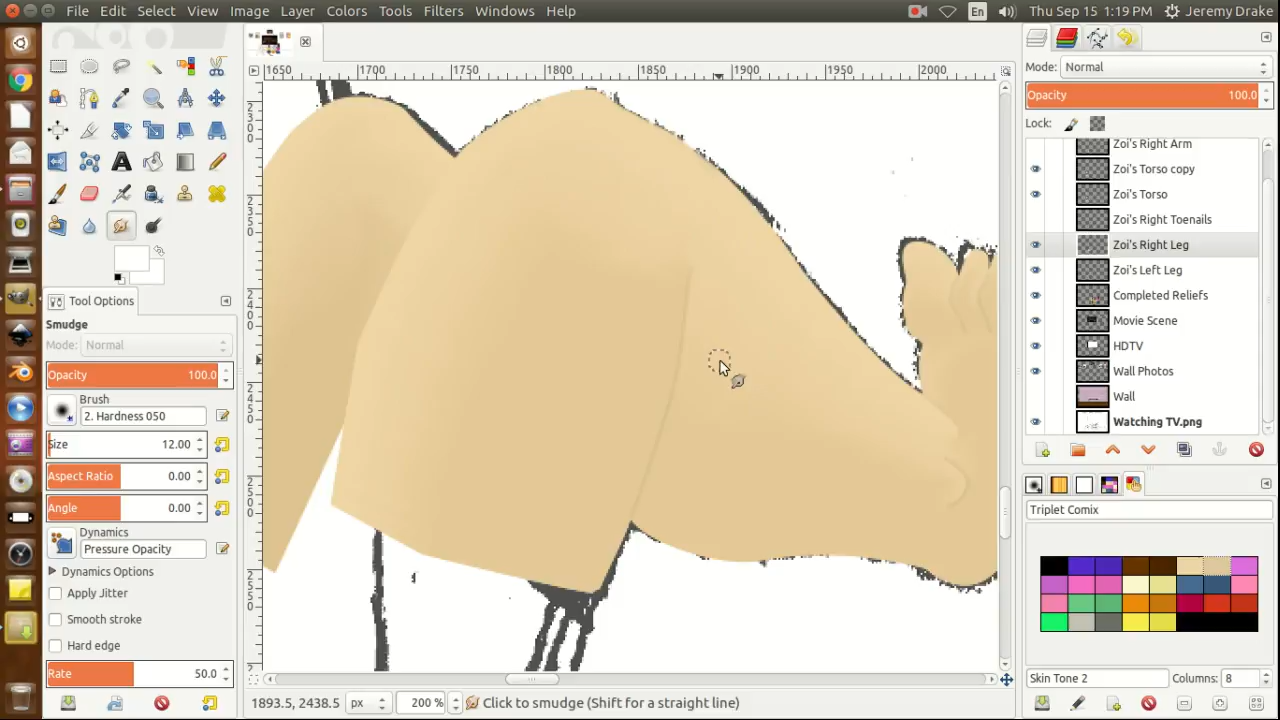 File Edit Select View Image Layer Colors Tools Filters Windows Help En Thu Sep 15 1:19 PM Jeremy Drake
Mode: Normal
Opacity 100.0
Lock:
Zoi's Right Arm
Zoi's Torso copy
Zoi's Torso
Zoi's Right Toenails
Zoi's Right Leg
Zoi's Left Leg
Completed Reliefs
Movie Scene
HDTV
Wall Photos
Wall
Watching TV.png
1650 1700 1750 1800 1850 1900 1950 2000
Tool Options
Smudge
Mode: Normal
Opacity 100.0
Brush
2. Hardness 050
Size 12.00
Aspect Ratio 0.00
Angle 0.00
Dynamics
Pressure Opacity
Dynamics Options
Apply Jitter
Smooth stroke
Hard edge
Rate 50.0
Triplet Comix
Skin Tone 2 Columns: 8
1893.5, 2438.5 px 200 % Click to smudge (Shift for a straight line)